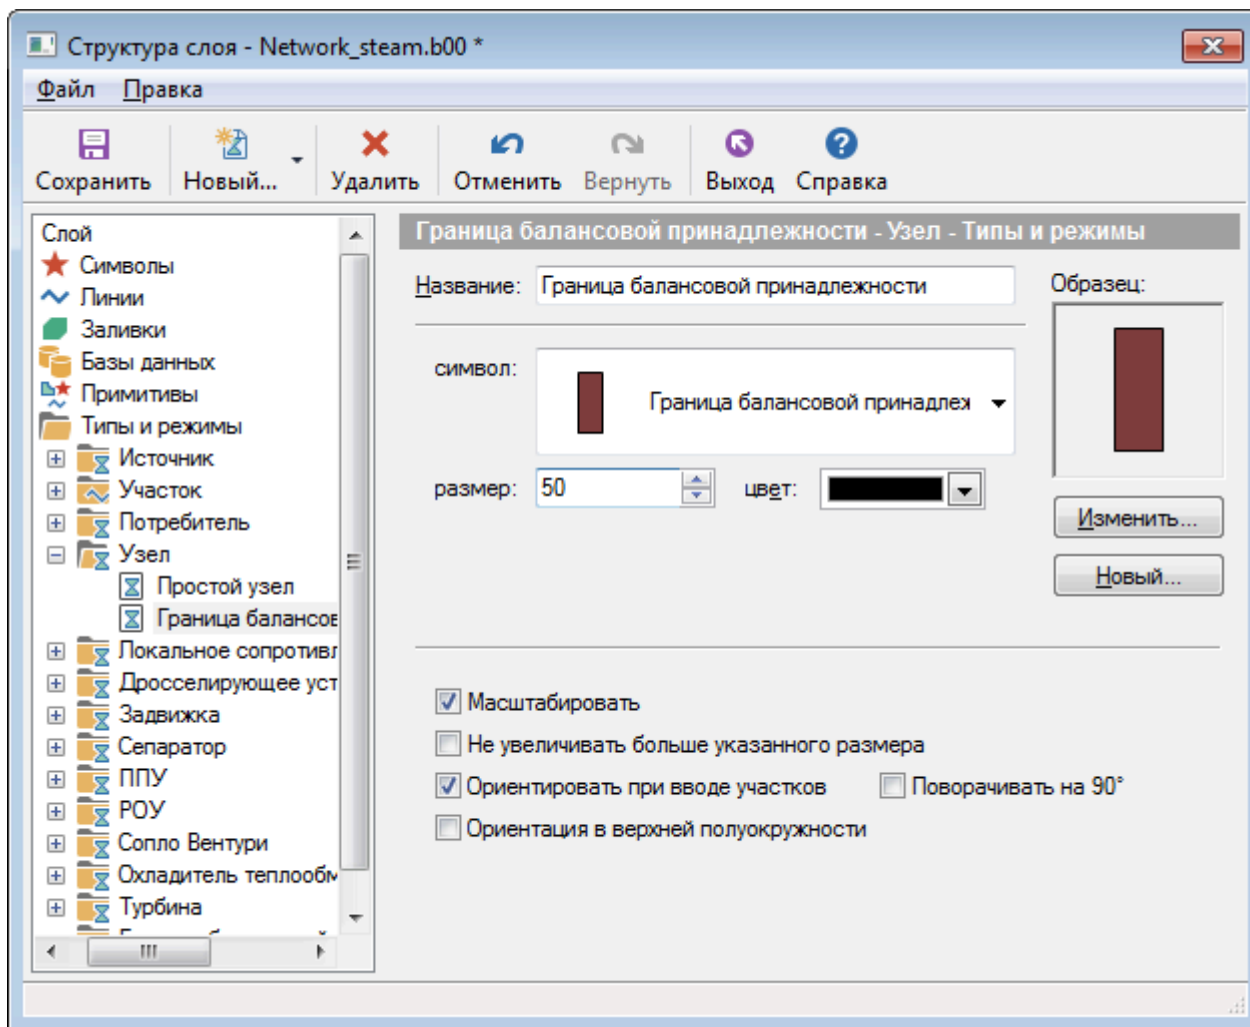 Структура слоя - Network_steam.b00 *
Файл Правка
Сохранить Новый... Удалить Отменить Вернуть Выход Справка
Слой
Символы
Линии
Заливки
Базы данных
Примитивы
Типы и режимы
Источник
Участок
Потребитель
Узел
Простой узел
Граница балансов
Локальное сопротивл
Дросселирующее уст
Задвижка
Сепаратор
ППУ
РОУ
Сопло Вентури
Охладитель теплообм
Турбина
Граница балансовой принадлежности - Узел - Типы и режимы
Название: Граница балансовой принадлежности
Образец:
символ: Граница балансовой принадлеж
размер: 50 цвет:
Изменить...
Новый...
Масштабировать
Не увеличивать больше указанного размера
Ориентировать при вводе участков Поворачивать на 90°
Ориентация в верхней полуокружности